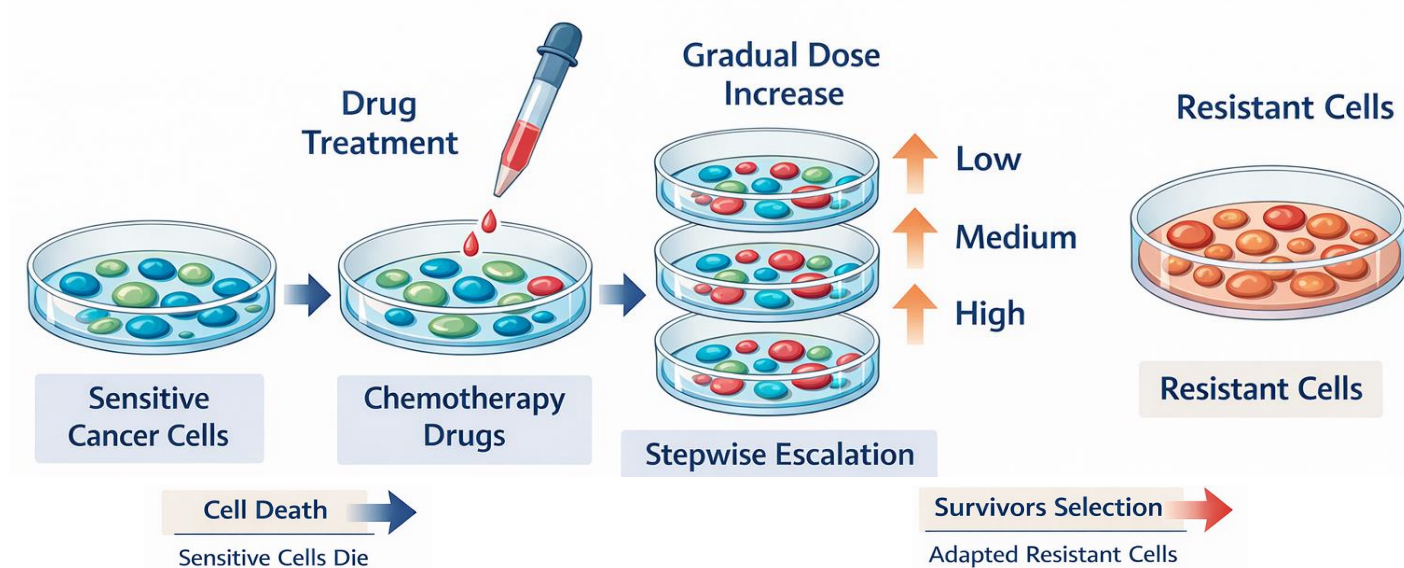 Drug
Treatment
Gradual Dose
Increase
Low
Medium
High
Resistant Cells
Sensitive
Cancer Cells
Chemotherapy
Drugs
Stepwise Escalation
Resistant Cells
Cell Death
Sensitive Cells Die
Survivors Selection
Adapted Resistant Cells